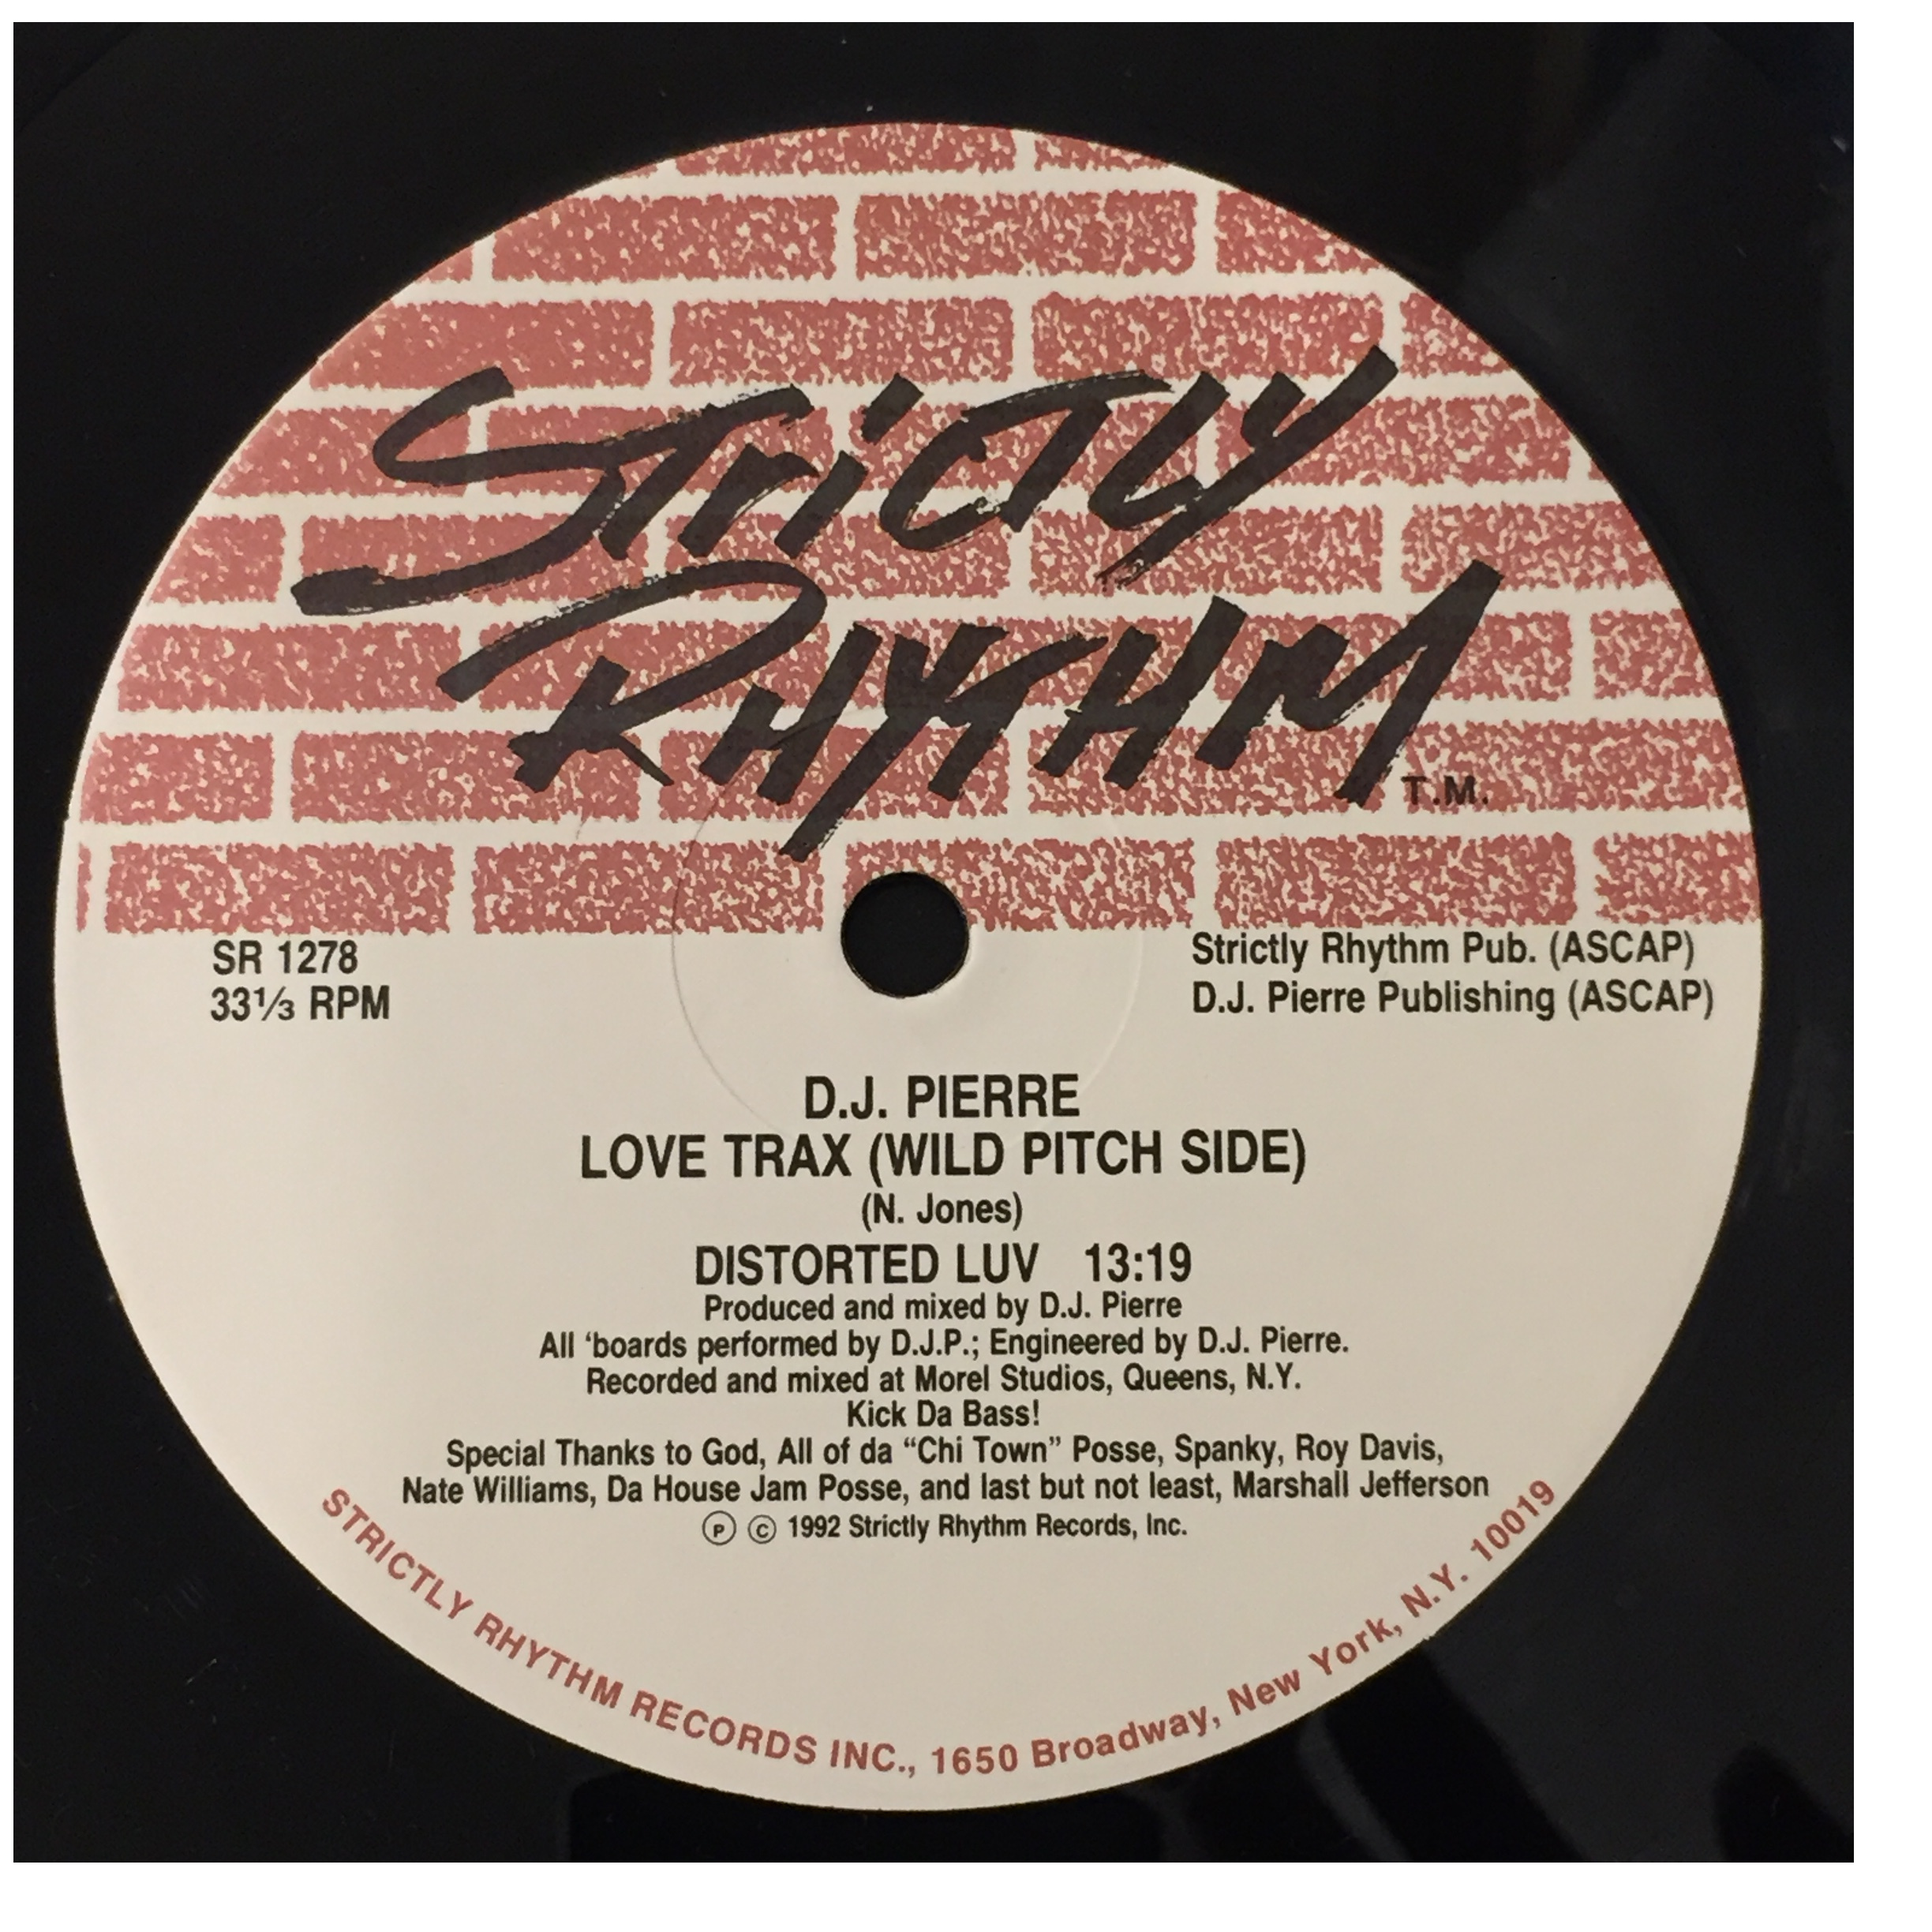 STRICTLY
RHYTHM
T.M.
SR 1278
33⅓ RPM
Strictly Rhythm Pub. (ASCAP)
D.J. Pierre Publishing (ASCAP)
D.J. PIERRE
LOVE TRAX (WILD PITCH SIDE)
(N. Jones)
DISTORTED LUV 13:19
Produced and mixed by D.J. Pierre
All ‘boards performed by D.J.P.; Engineered by D.J. Pierre.
Recorded and mixed at Morel Studios, Queens, N.Y.
Kick Da Bass!
Special Thanks to God, All of da “Chi Town” Posse, Spanky, Roy Davis,
Nate Williams, Da House Jam Posse, and last but not least, Marshall Jefferson
Ⓟ © 1992 Strictly Rhythm Records, Inc.
STRICTLY RHYTHM RECORDS INC., 1650 Broadway, New York, N.Y. 10019